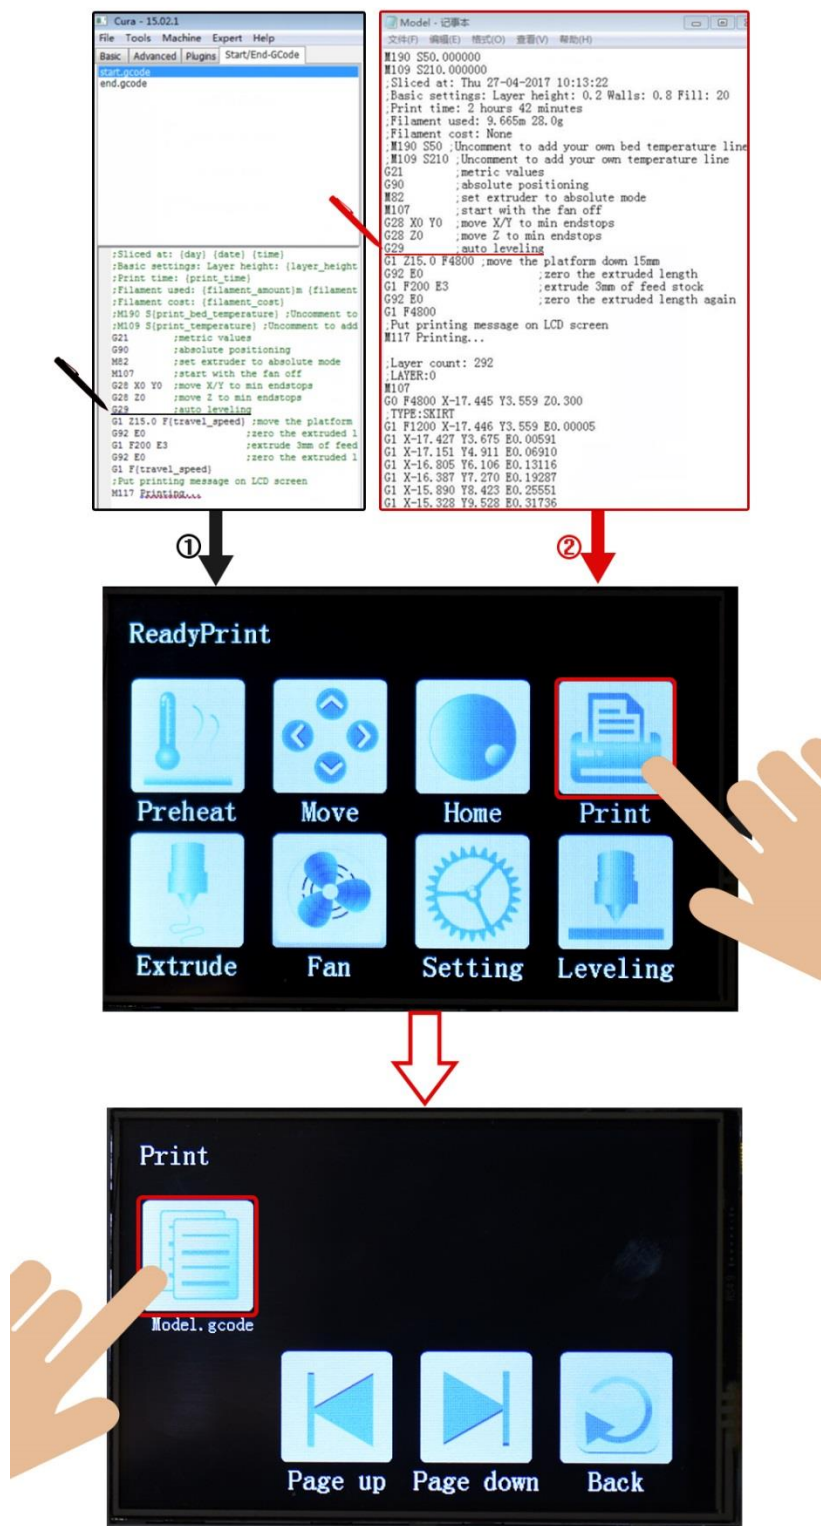 Cura - 15.02.1
File Tools Machine Expert Help
Basic Advanced Plugins Start/End-GCode
start.gcode
end.gcode
;Sliced at: {day} {date} {time}
;Basic settings: Layer height: {layer_height
;Print time: {print_time}
;Filament used: {filament_amount}m {filament
;Filament cost: {filament_cost}
;M190 S{print_bed_temperature} ;Uncomment to
;M109 S{print_temperature} ;Uncomment to add
G21 ;metric values
G90 ;absolute positioning
M82 ;set extruder to absolute mode
M107 ;start with the fan off
G28 X0 Y0 ;move X/Y to min endstops
G28 Z0 ;move Z to min endstops
G29 ;auto leveling
G1 Z15.0 F{travel_speed} ;move the platform
G92 E0 ;zero the extruded l
G1 F200 E3 ;extrude 3mm of feed
G92 E0 ;zero the extruded l
G1 F{travel_speed}
;Put printing message on LCD screen
M117 Printing...
Model - 记事本
文件(F) 编辑(E) 格式(O) 查看(V) 帮助(H)
M190 S50.000000
M109 S210.000000
;Sliced at: Thu 27-04-2017 10:13:22
;Basic settings: Layer height: 0.2 Walls: 0.8 Fill: 20
;Print time: 2 hours 42 minutes
;Filament used: 9.665m 28.0g
;Filament cost: None
;M190 S50 ;Uncomment to add your own bed temperature line
;M109 S210 ;Uncomment to add your own temperature line
G21 ;metric values
G90 ;absolute positioning
M82 ;set extruder to absolute mode
M107 ;start with the fan off
G28 X0 Y0 ;move X/Y to min endstops
G28 Z0 ;move Z to min endstops
G29 ;auto leveling
G1 Z15.0 F4800 ;move the platform down 15mm
G92 E0 ;zero the extruded length
G1 F200 E3 ;extrude 3mm of feed stock
G92 E0 ;zero the extruded length again
G1 F4800
;Put printing message on LCD screen
M117 Printing...
;Layer count: 292
;LAYER:0
M107
G0 F4800 X-17.445 Y3.559 Z0.300
;TYPE:SKIRT
G1 F1200 X-17.446 Y3.559 E0.00005
G1 X-17.427 Y3.675 E0.00591
G1 X-17.151 Y4.911 E0.06910
G1 X-16.805 Y6.106 E0.13116
G1 X-16.387 Y7.270 E0.19287
G1 X-15.890 Y8.423 E0.25551
G1 X-15.328 Y9.528 E0.31736
① ②
ReadyPrint
Preheat Move Home Print
Extrude Fan Setting Leveling
Print
Model.gcode
Page up Page down Back